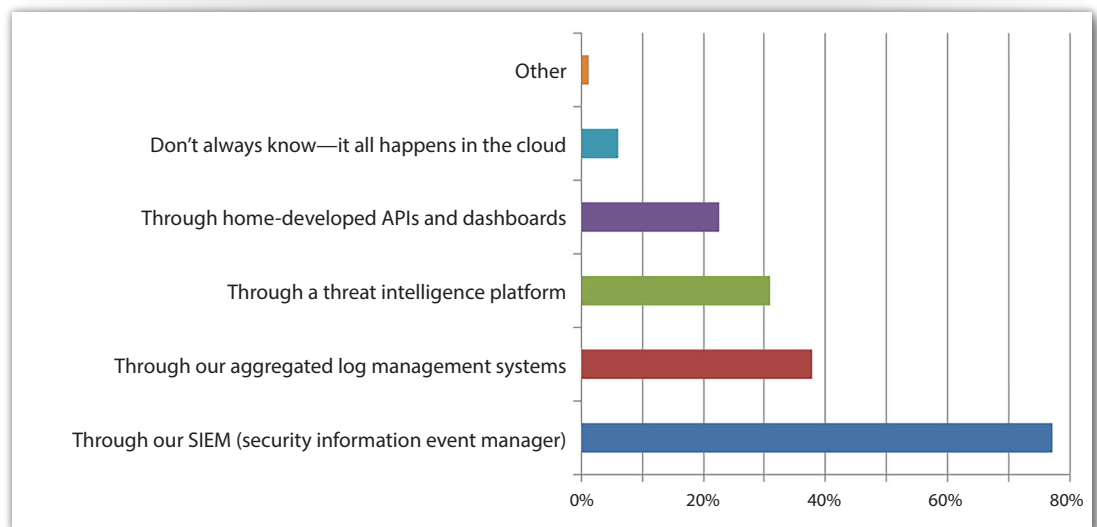 Other
Don't always know—it all happens in the cloud
Through home-developed APIs and dashboards
Through a threat intelligence platform
Through our aggregated log management systems
Through our SIEM (security information event manager)
0% 20% 40% 60% 80%